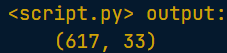 <script.py> output:
(617, 33)